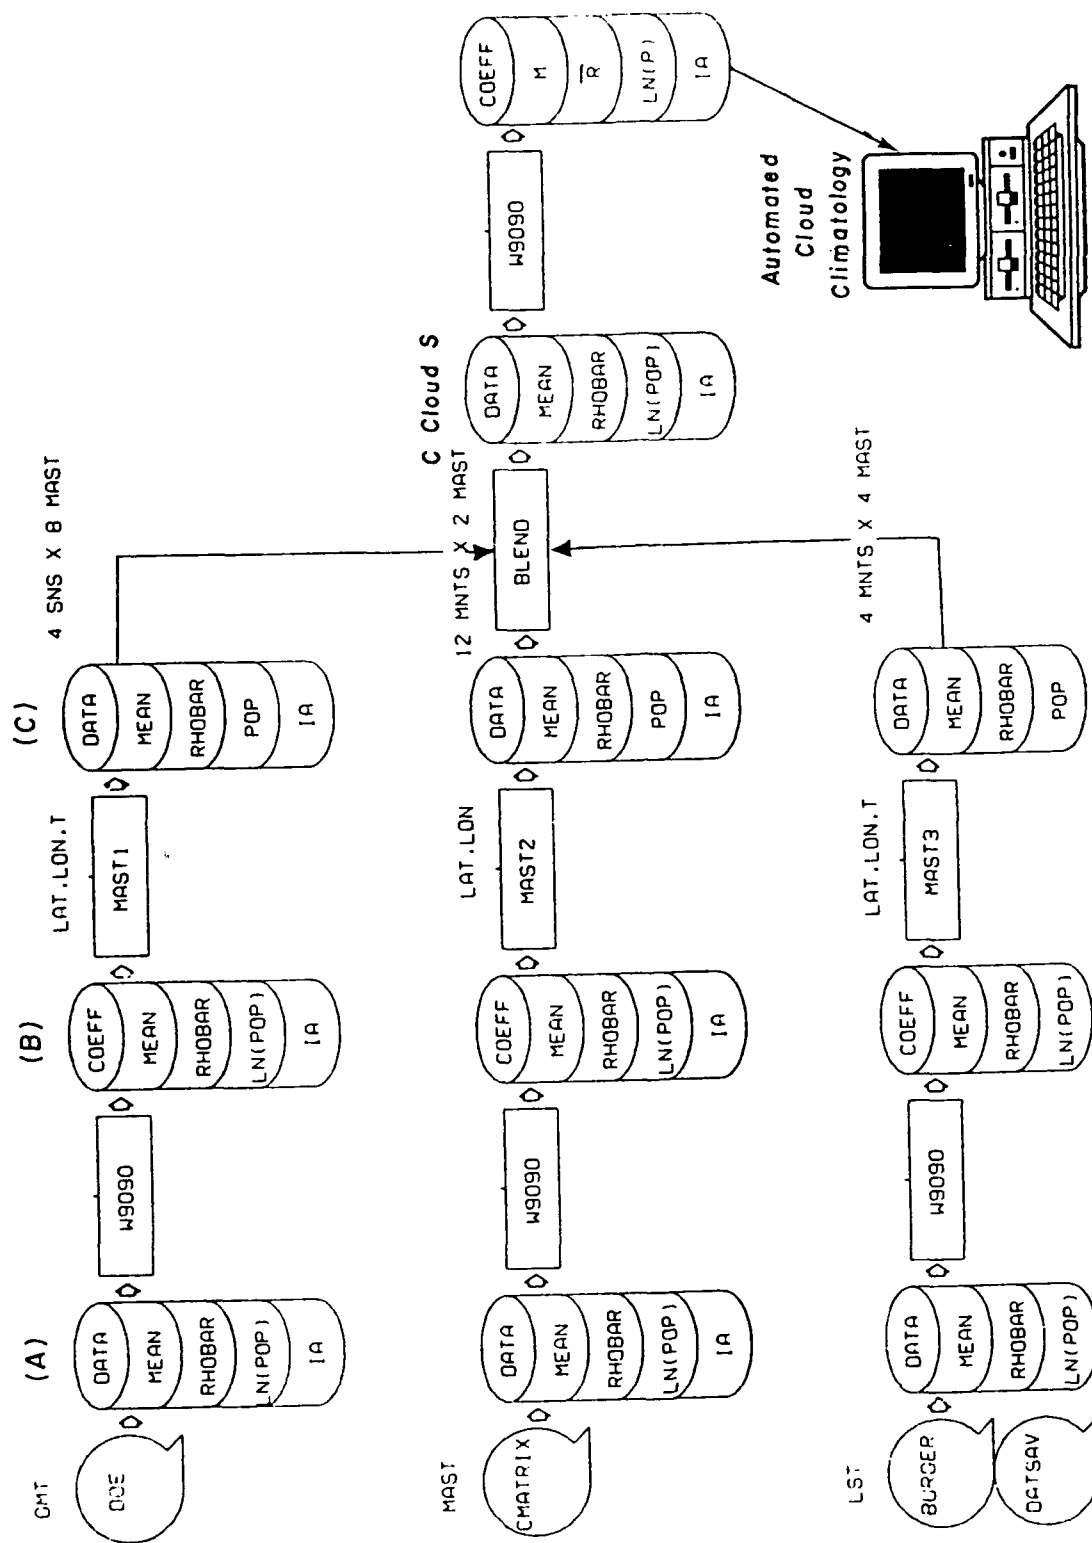 (A)
(B)
(C)
GMT
DOE
DATA
MEAN
RHOBAR
LN(POP)
IA
W9090
COEFF
MEAN
RHOBAR
LN(POP)
IA
LAT.LON.T
MAST1
DATA
MEAN
RHOBAR
POP
IA
4 SNS X 8 MAST
MAST
CMATRIX
DATA
MEAN
RHOBAR
LN(POP)
IA
W9090
COEFF
MEAN
RHOBAR
LN(POP)
IA
LAT.LON
MAST2
DATA
MEAN
RHOBAR
POP
IA
12 MNTS X 2 MAST
BLEND
C Cloud S
DATA
MEAN
RHOBAR
LN(POP)
IA
W9090
COEFF
M
R
LN(P)
IA
LST
BURGER
DATSAV
DATA
MEAN
RHOBAR
LN(POP)
W9090
COEFF
MEAN
RHOBAR
LN(POP)
LAT.LON.T
MAST3
DATA
MEAN
RHOBAR
POP
4 MNTS X 4 MAST
Automated
Cloud
Climatology